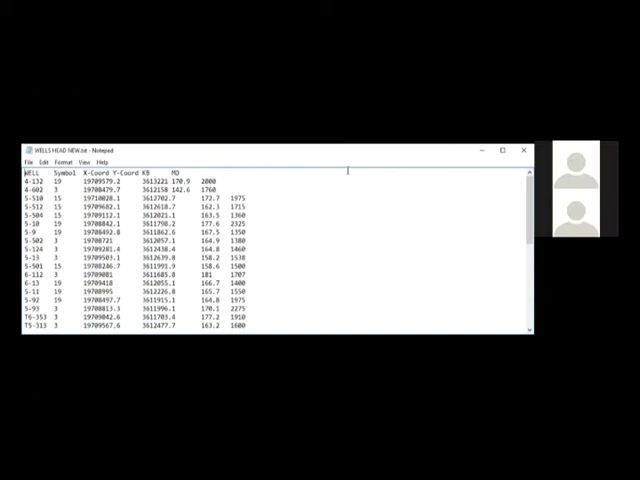 WELLS HEAD NEW.txt - Notepad
File Edit Format View Help
WELL Symbol X-Coord Y-Coord KB MD
4-132 19 19709579.2 3613221 170.9 2000
4-602 3 19708479.7 3612158 142.6 1760
5-510 15 19710028.1 3612702.7 172.7 1975
5-512 15 19709682.1 3612618.7 162.3 1715
5-504 15 19709112.1 3612021.1 163.5 1360
5-10 19 19708842.1 3611798.2 177.6 2325
5-9 19 19708492.8 3611862.6 167.5 1350
5-502 3 19708721 3612057.1 164.9 1380
5-124 3 19709281.4 3612438.4 164.8 1460
5-13 3 19709503.1 3612639.8 158.2 1538
5-501 15 19708246.7 3611991.9 158.6 1500
6-112 3 19709081 3611685.8 181 1707
6-13 19 19709418 3612055.1 166.7 1400
5-11 19 19708995 3612226.8 165.7 1550
5-92 19 19708497.7 3611915.1 164.8 1975
5-93 3 19708813.3 3611996.1 170.1 2275
T6-353 3 19709042.6 3611703.4 177.2 1910
T5-313 3 19709567.6 3612477.7 163.2 1600